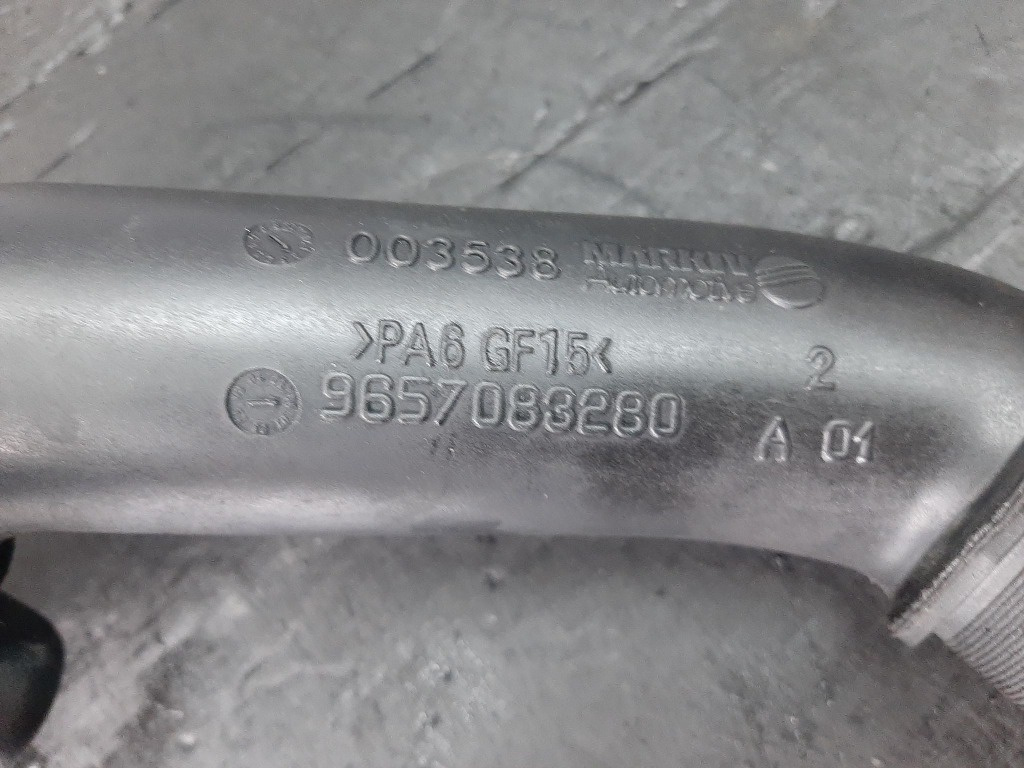 003538 MARK IV
Automotive
>PA6 GF15<
2
9657083280
A 01